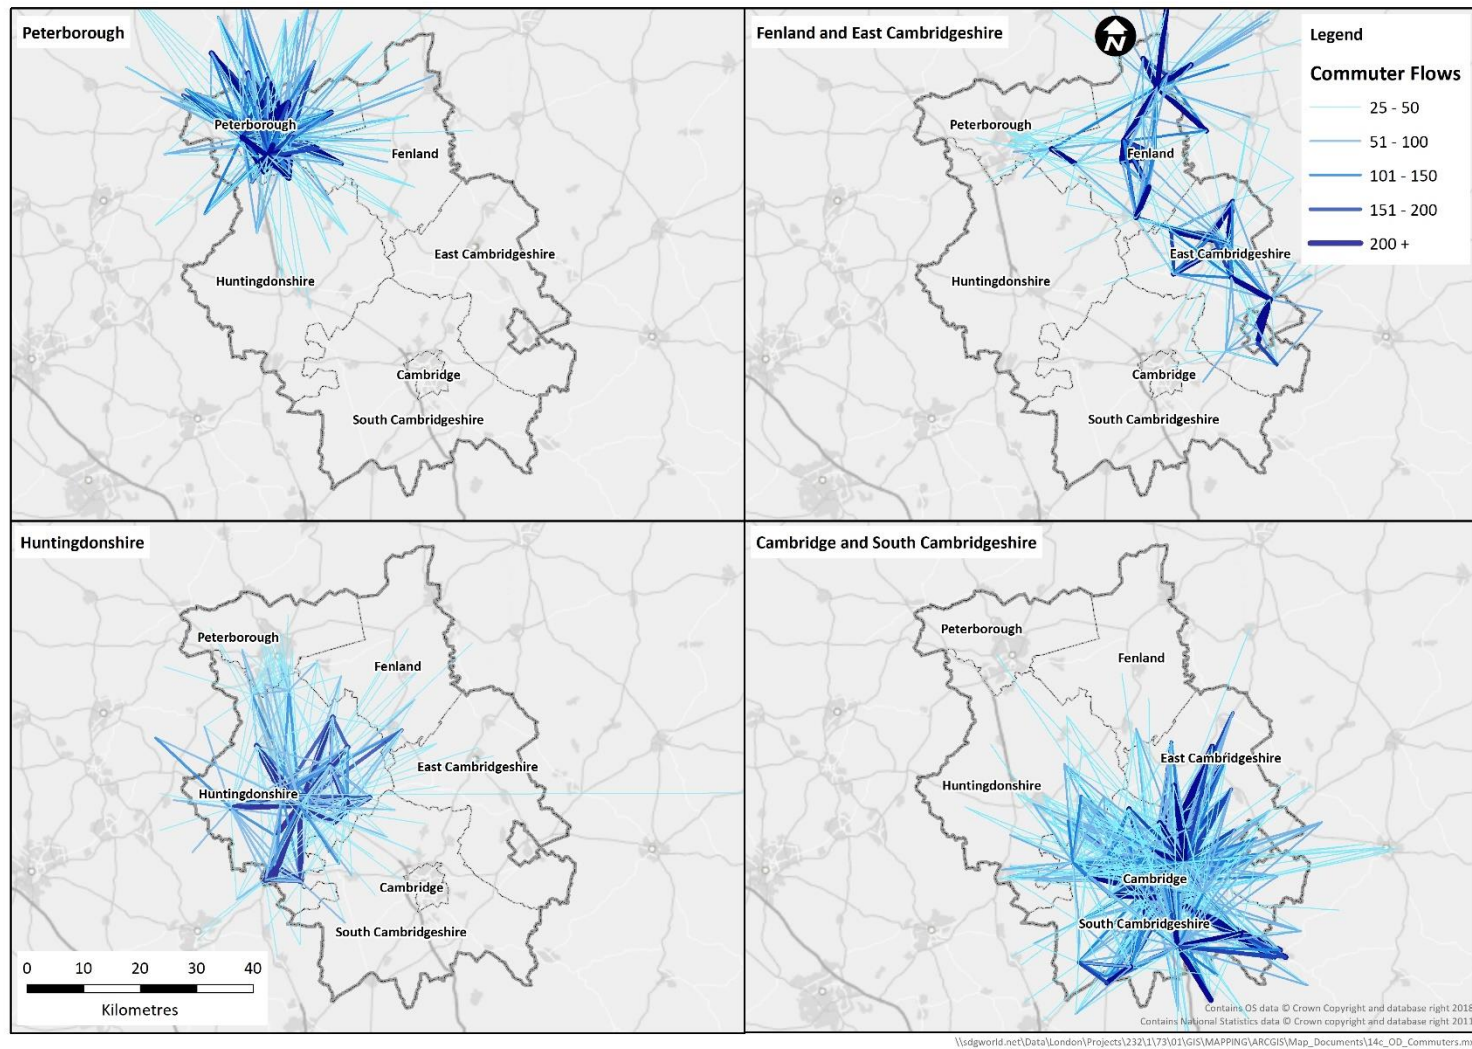 Peterborough
Peterborough
Fenland
East Cambridgeshire
Huntingdonshire
Cambridge
South Cambridgeshire
Fenland and East Cambridgeshire
N
Peterborough
Fenland
East Cambridgeshire
Huntingdonshire
Cambridge
South Cambridgeshire
Legend
Commuter Flows
25 - 50
51 - 100
101 - 150
151 - 200
200 +
Huntingdonshire
Peterborough
Fenland
East Cambridgeshire
Huntingdonshire
Cambridge
South Cambridgeshire
0 10 20 30 40
Kilometres
Cambridge and South Cambridgeshire
Peterborough
Fenland
East Cambridgeshire
Huntingdonshire
Cambridge
South Cambridgeshire
Contains OS data © Crown Copyright and database right 2018
Contains National Statistics data © Crown copyright and database right 2011
\\sdgworld.net\Data\London\Projects\232\1\73\01\GIS\MAPPING\ARCGIS\Map_Documents\14c_OD_Commuters.m